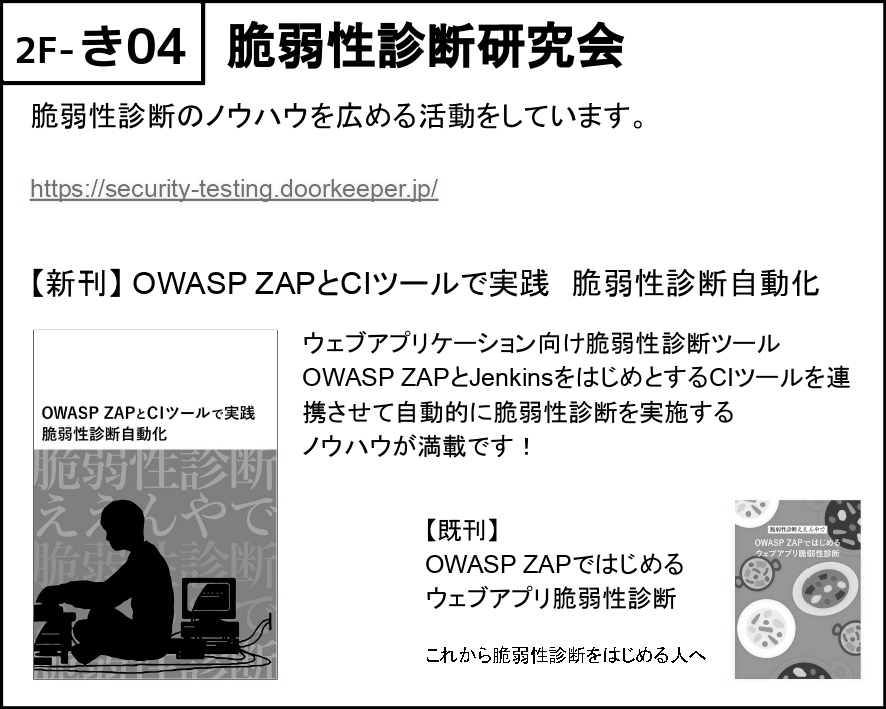 2F-き04
脆弱性診断研究会
脆弱性診断のノウハウを広める活動をしています。
https://security-testing.doorkeeper.jp/
【新刊】OWASP ZAPとCIツールで実践　脆弱性診断自動化
ウェブアプリケーション向け脆弱性診断ツール
OWASP ZAPとJenkinsをはじめとするCIツールを連
携させて自動的に脆弱性診断を実施する
ノウハウが満載です！
OWASP ZAPとCIツールで実践
脆弱性診断自動化
脆弱性診断
ええんやで
脆弱性診断
【既刊】
OWASP ZAPではじめる
ウェブアプリ脆弱性診断
これから脆弱性診断をはじめる人へ
脆弱性診断ええんやで
OWASP ZAPではじめる
ウェブアプリ脆弱性診断